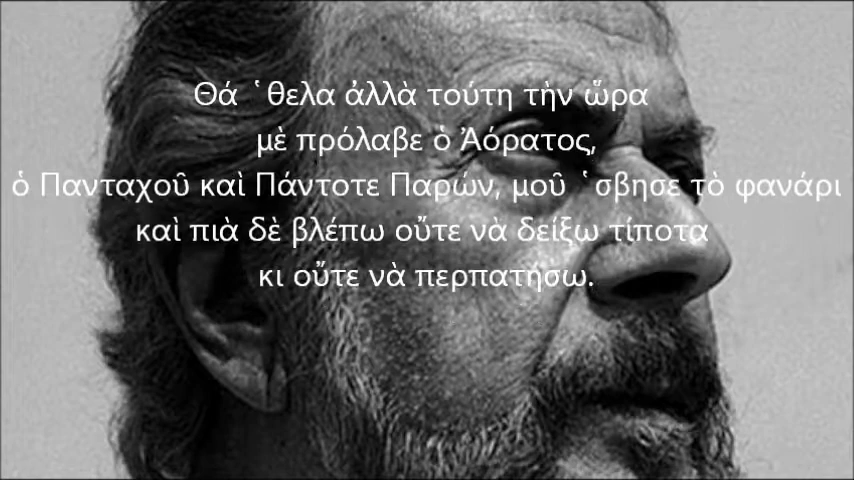 Θά ῾θελα ἀλλὰ τούτη τὴν ὥρα
μὲ πρόλαβε ὁ Ἀόρατος,
ὁ Πανταχοῦ καὶ Πάντοτε Παρών, μοῦ ῾σβησε τὸ φανάρι
καὶ πιὰ δὲ βλέπω οὔτε νὰ δείξω τίποτα
κι οὔτε νὰ περπατήσω.